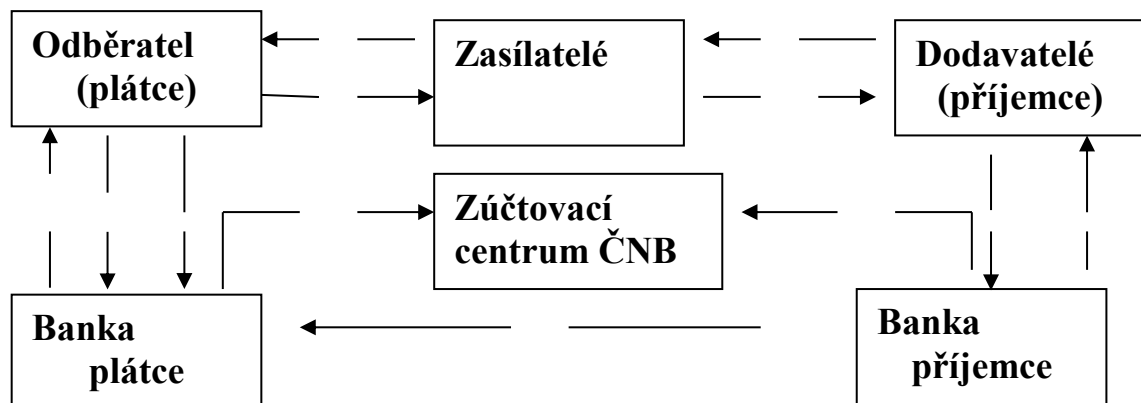 Odběratel
(plátce)
Zasílatelé
Dodavatelé
(příjemce)
Zúčtovací
centrum ČNB
Banka
plátce
Banka
příjemce